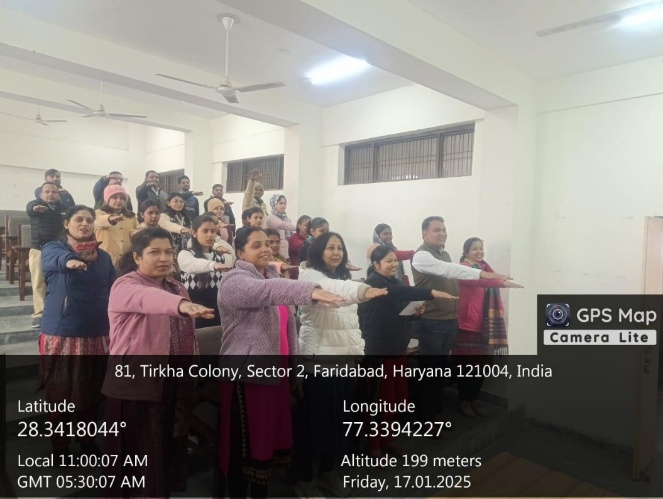 GPS Map
Camera Lite
81, Tirkha Colony, Sector 2, Faridabad, Haryana 121004, India
Latitude
28.3418044°
Longitude
77.3394227°
Local 11:00:07 AM
GMT 05:30:07 AM
Altitude 199 meters
Friday, 17.01.2025